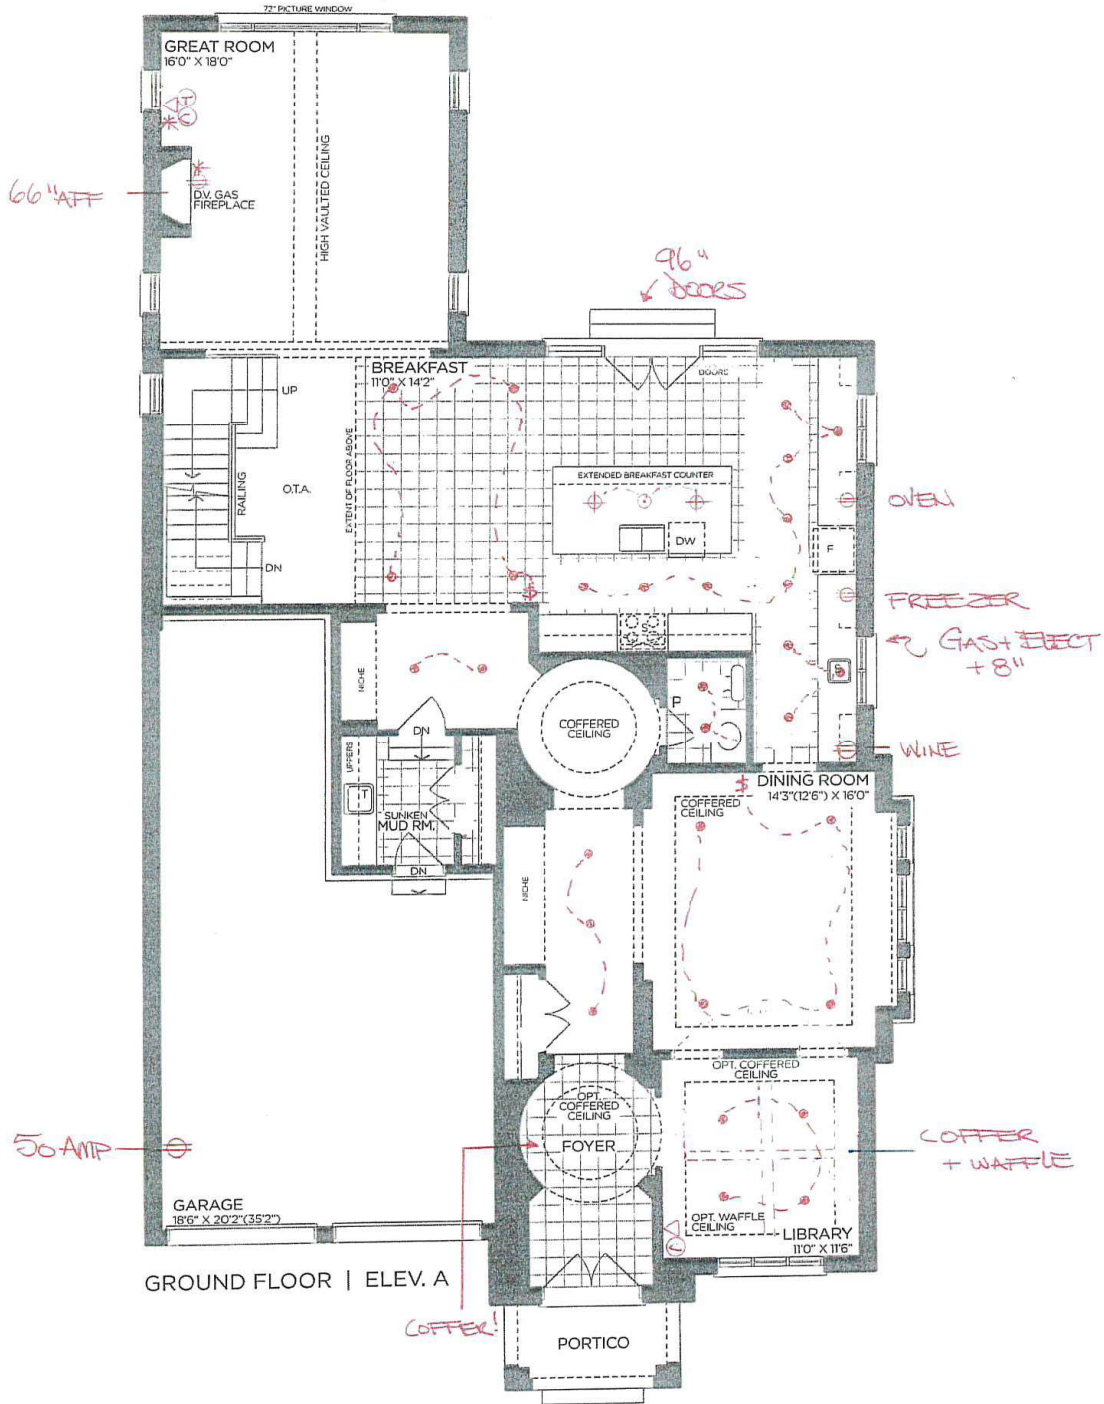 72" PICTURE WINDOW
GREAT ROOM
16'0" X 18'0"
T
C
66" AFF
D.V. GAS
FIREPLACE
HIGH VAULTED CEILING
96"
DOORS
BREAKFAST
11'0" X 14'2"
DOORS
UP
RAILING
O.T.A.
EXTENT OF FLOOR ABOVE
DN
EXTENDED BREAKFAST COUNTER
DW
OVEN
F
FREEZER
GAS + ELECT
+ 8"
S
NICHE
DN
COFFERED
CEILING
P
WINE
UPPERS
T
SUNKEN
MUD RM.
DN
$
DINING ROOM
14'3"(12'6") X 16'0"
COFFERED
CEILING
NICHE
OPT. COFFERED
CEILING
OPT.
COFFERED
CEILING
FOYER
50 AMP
COFFER
+ WAFFLE
GARAGE
18'6" X 20'2"(35'2")
OPT. WAFFLE
CEILING
LIBRARY
11'0" X 11'6"
GROUND FLOOR | ELEV. A
COFFER!
PORTICO